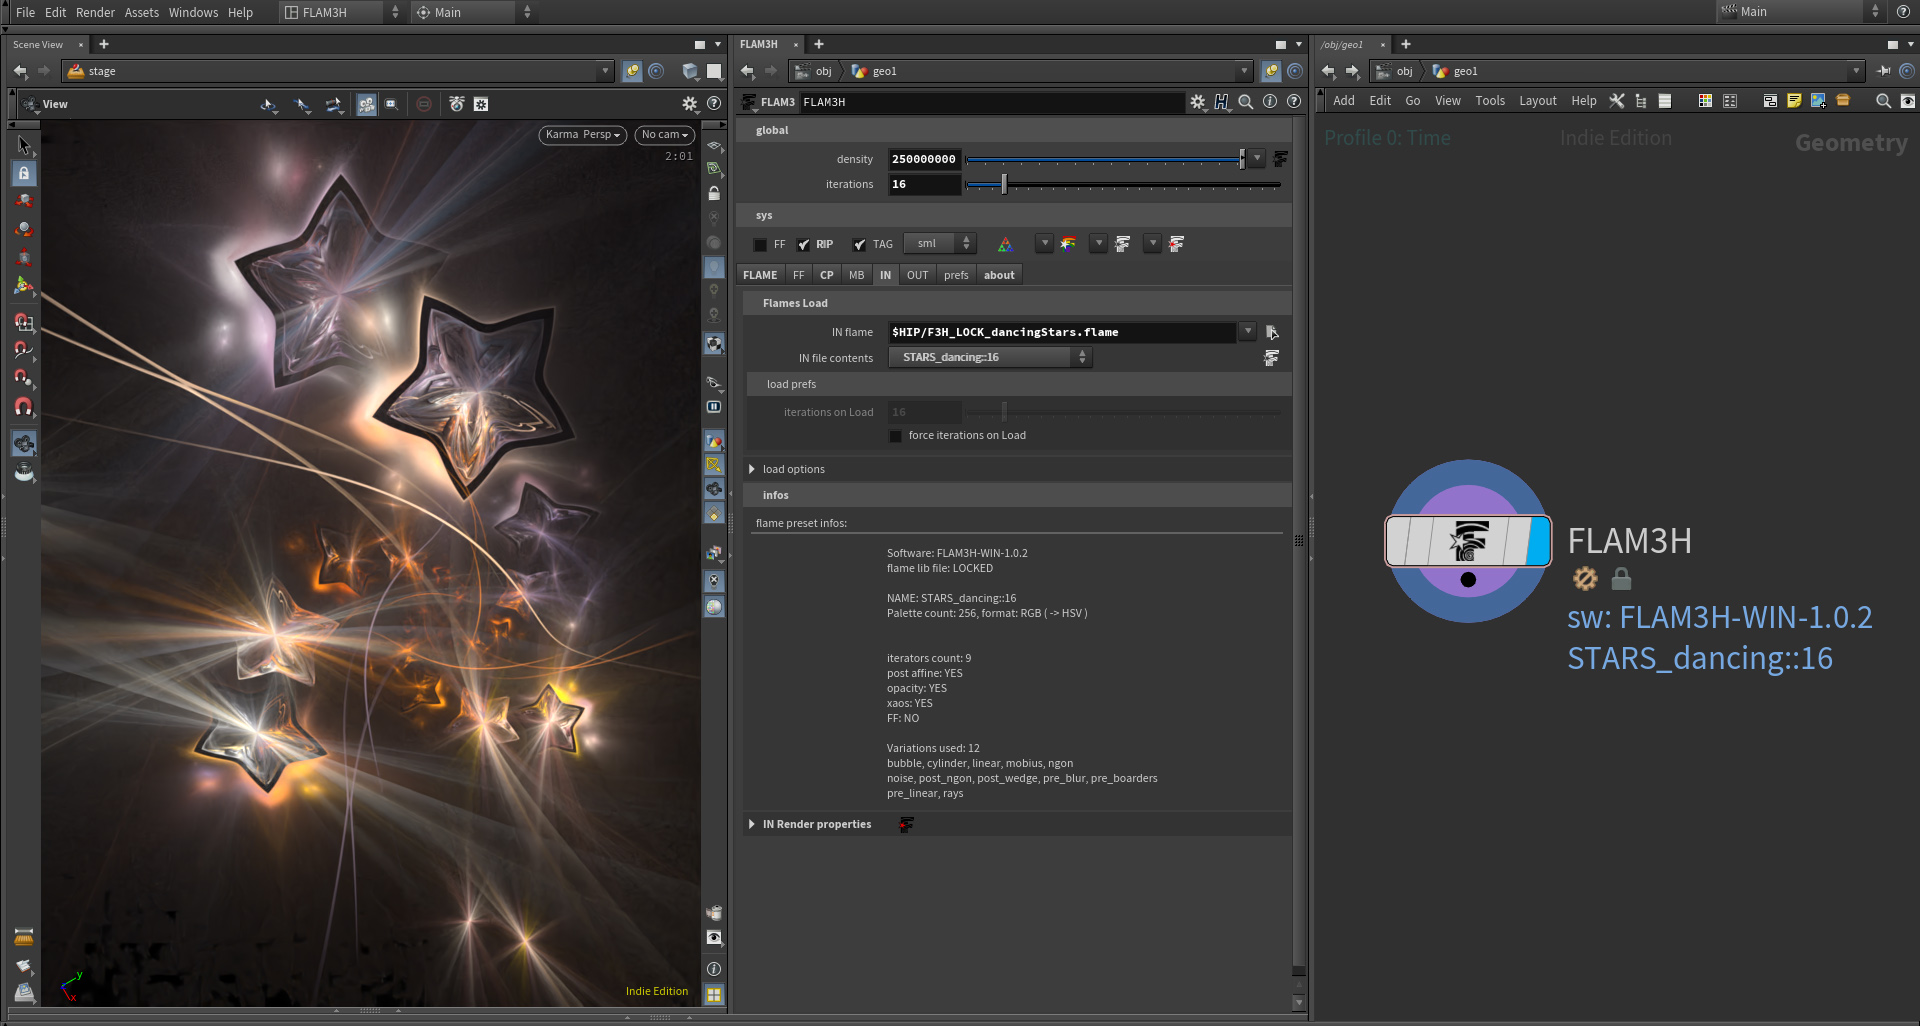 File Edit Render Assets Windows Help FLAM3H Main Main
Scene View
stage
View
Karma Persp No cam
2:01
Indie Edition
y
x
FLAM3H
obj geo1
FLAM3 FLAM3H
global
density 250000000
iterations 16
sys
FF RIP TAG sml
FLAME FF CP MB IN OUT prefs about
Flames Load
IN flame $HIP/F3H_LOCK_dancingStars.flame
IN file contents STARS_dancing::16
load prefs
iterations on Load 16
force iterations on Load
load options
infos
flame preset infos:
Software: FLAM3H-WIN-1.0.2
flame lib file: LOCKED
NAME: STARS_dancing::16
Palette count: 256, format: RGB ( -> HSV )
iterators count: 9
post affine: YES
opacity: YES
xaos: YES
FF: NO
Variations used: 12
bubble, cylinder, linear, mobius, ngon
noise, post_ngon, post_wedge, pre_blur, pre_boarders
pre_linear, rays
IN Render properties
/obj/geo1
obj geo1
Add Edit Go View Tools Layout Help
Profile 0: Time Indie Edition Geometry
FLAM3H
sw: FLAM3H-WIN-1.0.2
STARS_dancing::16